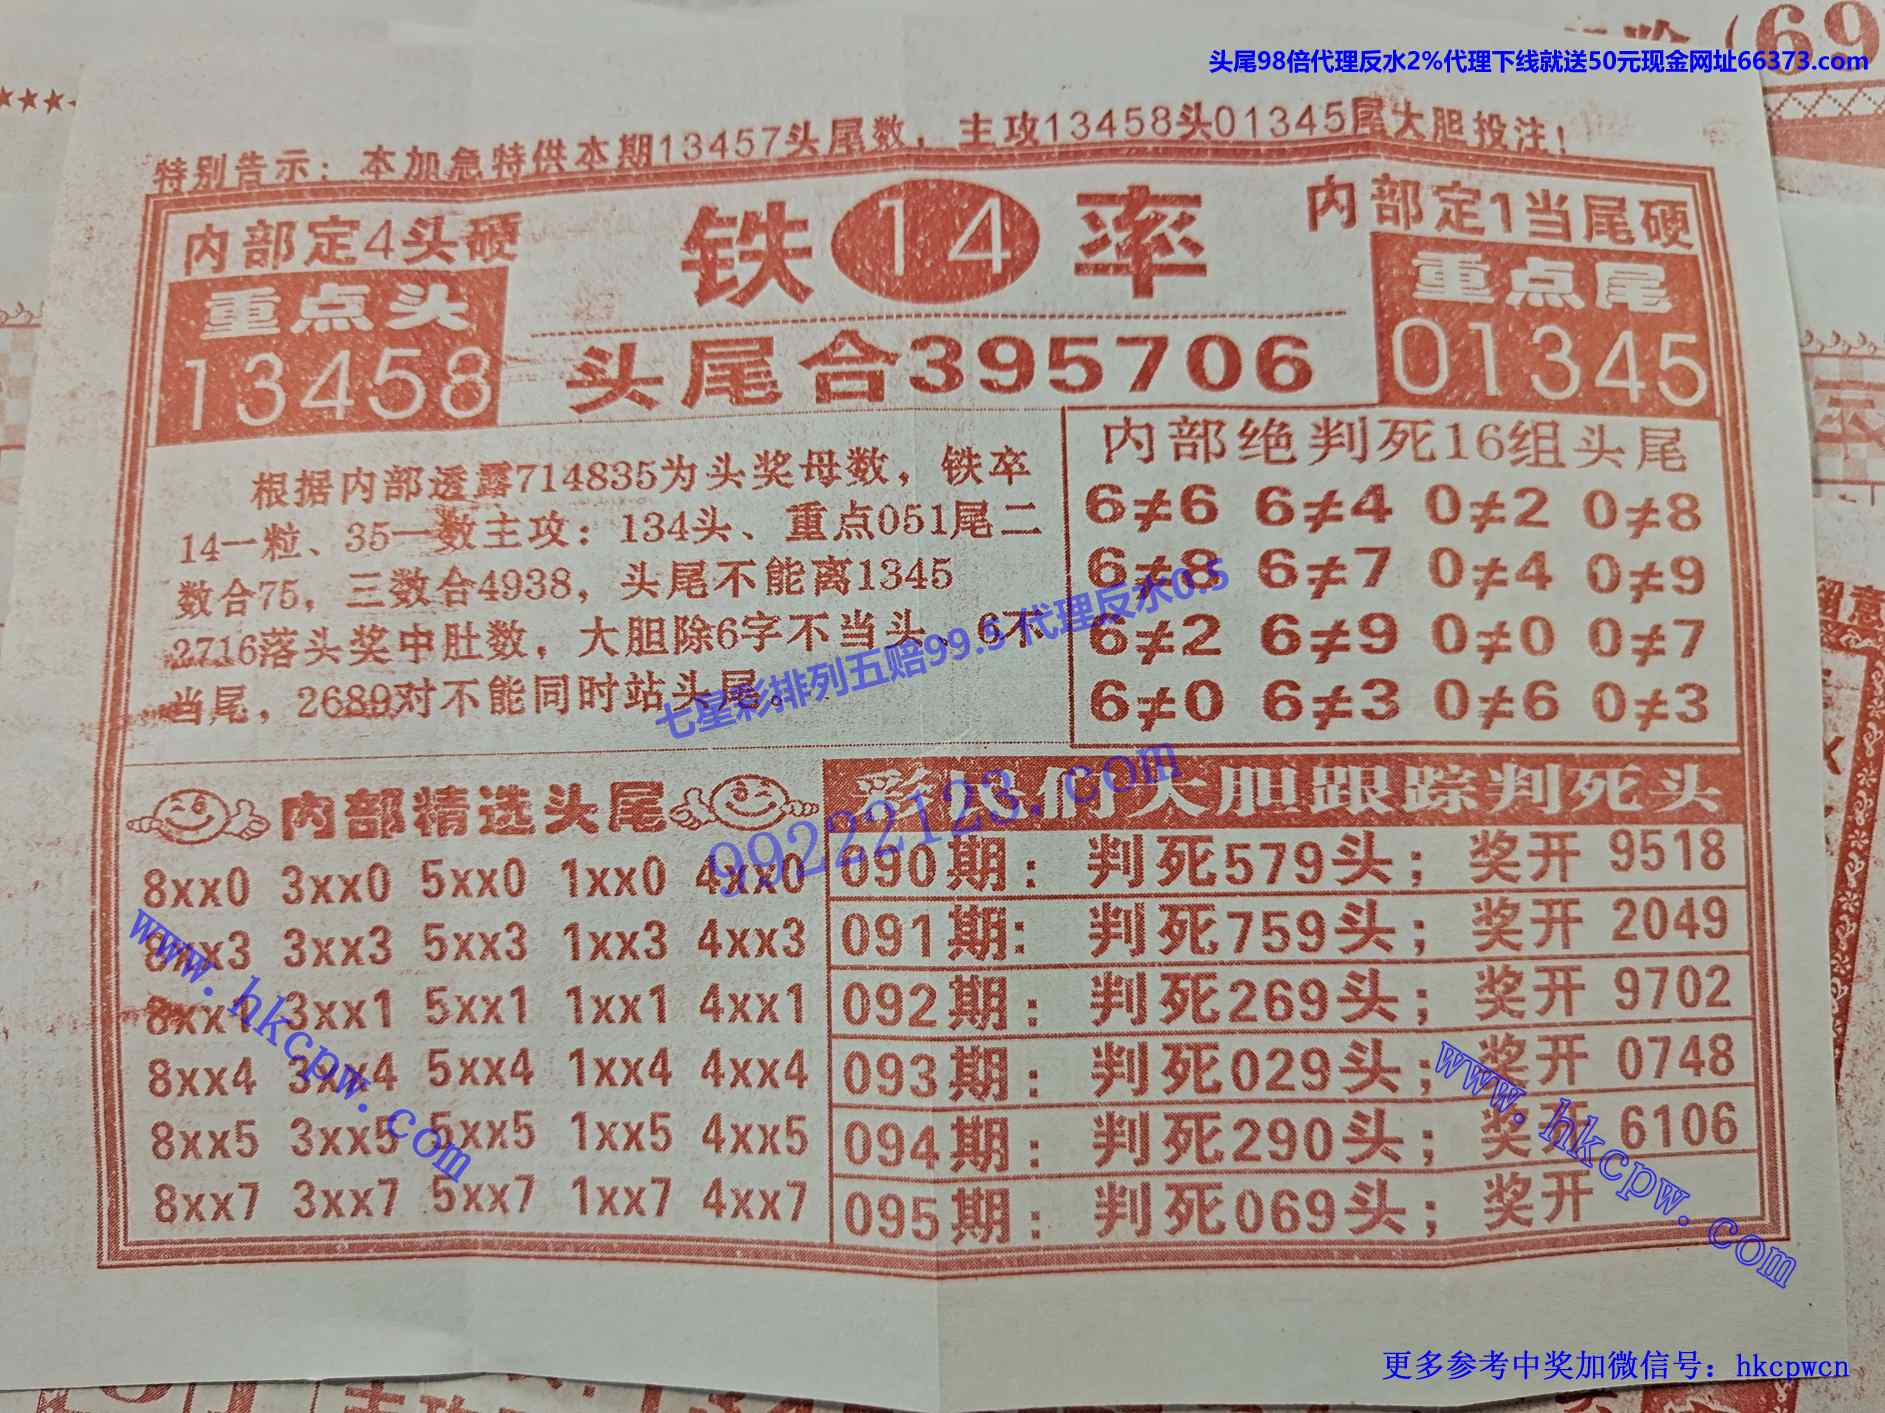 头尾98倍代理反水2%代理下线就送50元现金网址66373.com
(69
特别告示：本加急特供本期13457头尾数，主攻13458头01345尾大胆投注！
内部定4头硬
重点头
13458
铁14率
头尾合395706
内部定1当尾硬
重点尾
01345
根据内部透露714835为头奖母数，铁卒
14一粒、35一数主攻：134头、重点051尾二
数合75，三数合4938，头尾不能离1345
2716落头奖中肚数，大胆除6字不当头、6不
当尾，2689对不能同时站头尾。
内部绝判死16组头尾
6≠6 6≠4 0≠2 0≠8
6≠8 6≠7 0≠4 0≠9
6≠2 6≠9 0≠0 0≠7
6≠0 6≠3 0≠6 0≠3
七星彩排列五赔99.5 代理反水0.5
99222123.com
内部精选头尾
8xx0 3xx0 5xx0 1xx0 4xx0
8xx3 3xx3 5xx3 1xx3 4xx3
8xx1 3xx1 5xx1 1xx1 4xx1
8xx4 3xx4 5xx4 1xx4 4xx4
8xx5 3xx5 5xx5 1xx5 4xx5
8xx7 3xx7 5xx7 1xx7 4xx7
www.hkcpw.com
彩民们大胆跟踪判死头
090期：判死579头；奖开 9518
091期：判死759头；奖开 2049
092期：判死269头；奖开 9702
093期：判死029头；奖开 0748
094期：判死290头；奖开 6106
095期：判死069头；奖开
www.hkcpw.com
更多参考中奖加微信号：hkcpwcn